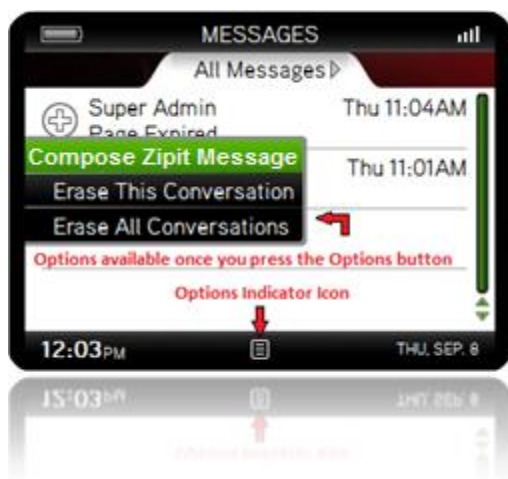 MESSAGES
All Messages
Super Admin Thu 11:04AM
Page Expired
Compose Zipit Message
Thu 11:01AM
Erase This Conversation
Erase All Conversations
Options available once you press the Options button
Options Indicator Icon
12:03PM THU, SEP. 8